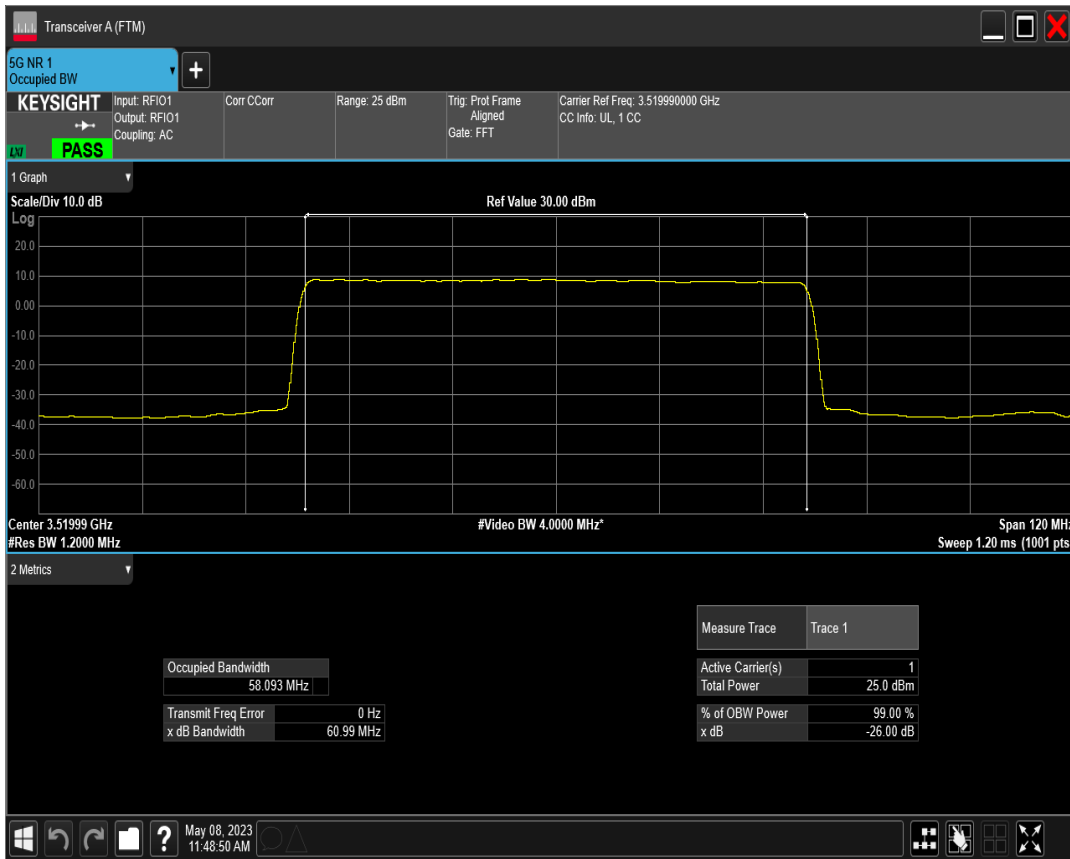 Transceiver A (FTM)
5G NR 1
Occupied BW
+
KEYSIGHT
LXI
PASS
Input: RFIO1
Output: RFIO1
Coupling: AC
Corr CCorr
Range: 25 dBm
Trig: Prot Frame
Aligned
Gate: FFT
Carrier Ref Freq: 3.519990000 GHz
CC Info: UL, 1 CC
1 Graph
Scale/Div 10.0 dB
Ref Value 30.00 dBm
Log
20.0
10.0
0.00
-10.0
-20.0
-30.0
-40.0
-50.0
-60.0
Center 3.51999 GHz
#Video BW 4.0000 MHz*
Span 120 MHz
#Res BW 1.2000 MHz
Sweep 1.20 ms (1001 pts
2 Metrics
Measure Trace Trace 1
Occupied Bandwidth
58.093 MHz
Active Carrier(s) 1
Total Power 25.0 dBm
Transmit Freq Error 0 Hz
x dB Bandwidth 60.99 MHz
% of OBW Power 99.00 %
x dB -26.00 dB
?
May 08, 2023
11:48:50 AM